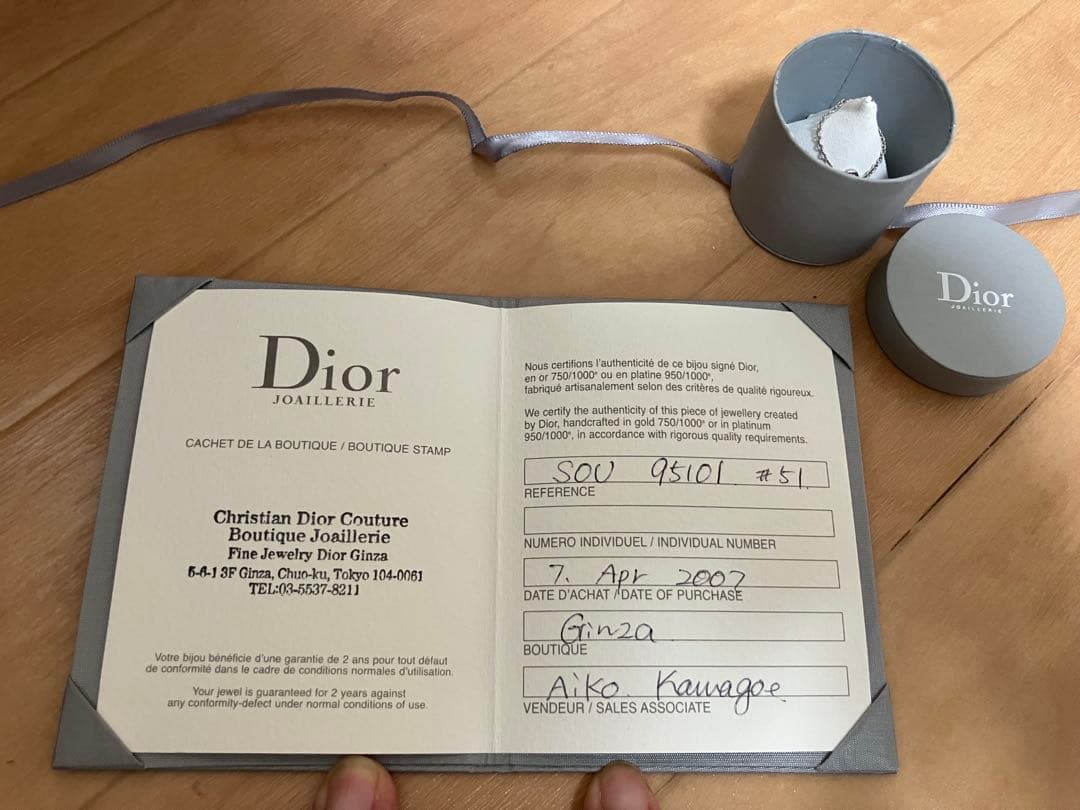 Dior
JOAILLERIE
CACHET DE LA BOUTIQUE / BOUTIQUE STAMP
Christian Dior Couture
Boutique Joaillerie
Fine Jewelry Dior Ginza
5-6-1 3F Ginza, Chuo-ku, Tokyo 104-0061
TEL:03-5537-8211
Votre bijou bénéficie d'une garantie de 2 ans pour tout défaut
de conformité dans le cadre de conditions normales d'utilisation.
Your jewel is guaranteed for 2 years against
any conformity-defect under normal conditions of use.
Nous certifions l'authenticité de ce bijou signé Dior,
en or 750/1000° ou en platine 950/1000°,
fabriqué artisanalement selon des critères de qualité rigoureux.
We certify the authenticity of this piece of jewellery created
by Dior, handcrafted in gold 750/1000° or in platinum
950/1000°, in accordance with rigorous quality requirements.
SOU 95101 #51
REFERENCE
NUMERO INDIVIDUEL / INDIVIDUAL NUMBER
7. Apr 2007
DATE D'ACHAT / DATE OF PURCHASE
Ginza
BOUTIQUE
Aiko. Kawagoe
VENDEUR / SALES ASSOCIATE
Dior
JOAILLERIE